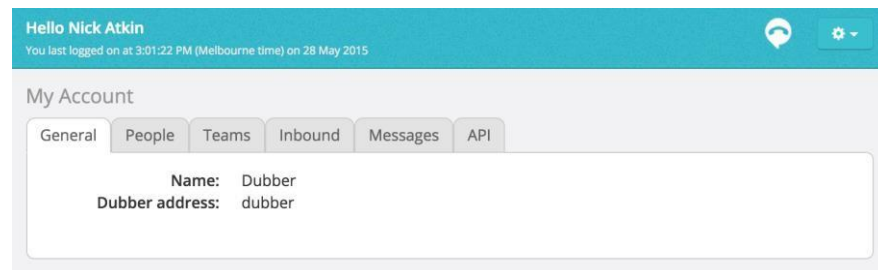 Hello Nick Atkin
You last logged on at 3:01:22 PM (Melbourne time) on 28 May 2015
My Account
General People Teams Inbound Messages API
Name: Dubber
Dubber address: dubber